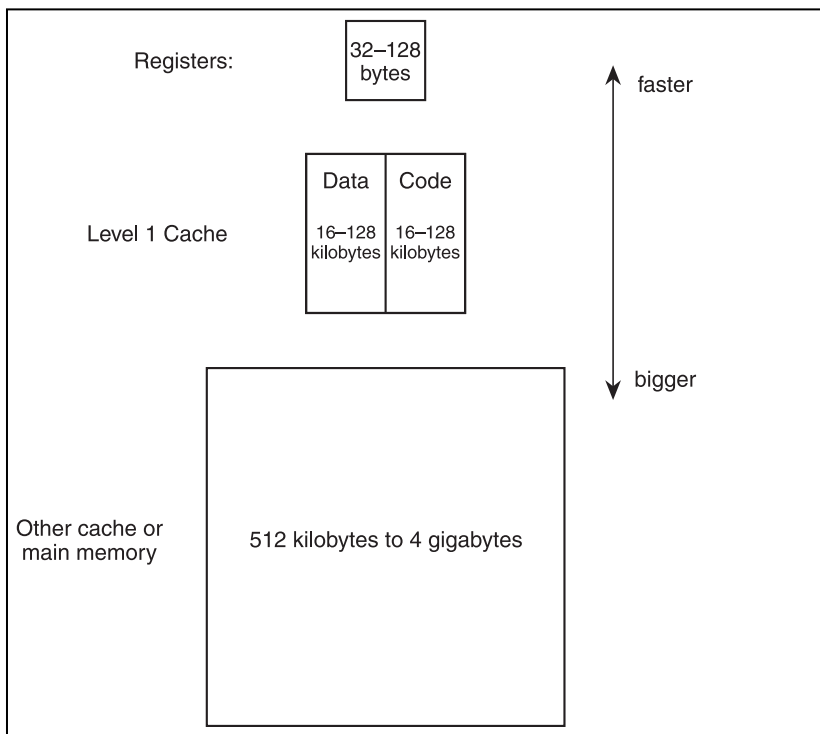 Registers:
32–128
bytes
faster
Data
Code
Level 1 Cache
16–128
kilobytes
16–128
kilobytes
bigger
Other cache or
main memory
512 kilobytes to 4 gigabytes